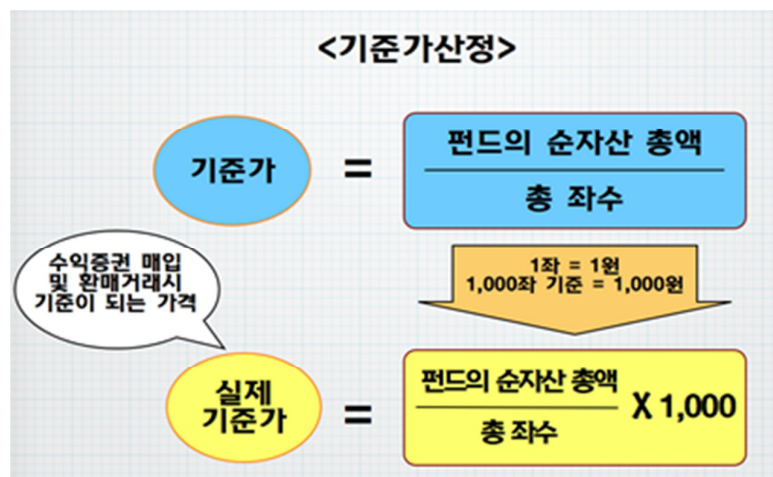 <기준가산정>
기준가 = 펀드의 순자산 총액
총 좌수
1좌 = 1원
1,000좌 기준 = 1,000원
수익증권 매입
및 환매거래시
기준이 되는 가격
실제
기준가
=
펀드의 순자산 총액
총 좌수
X 1,000